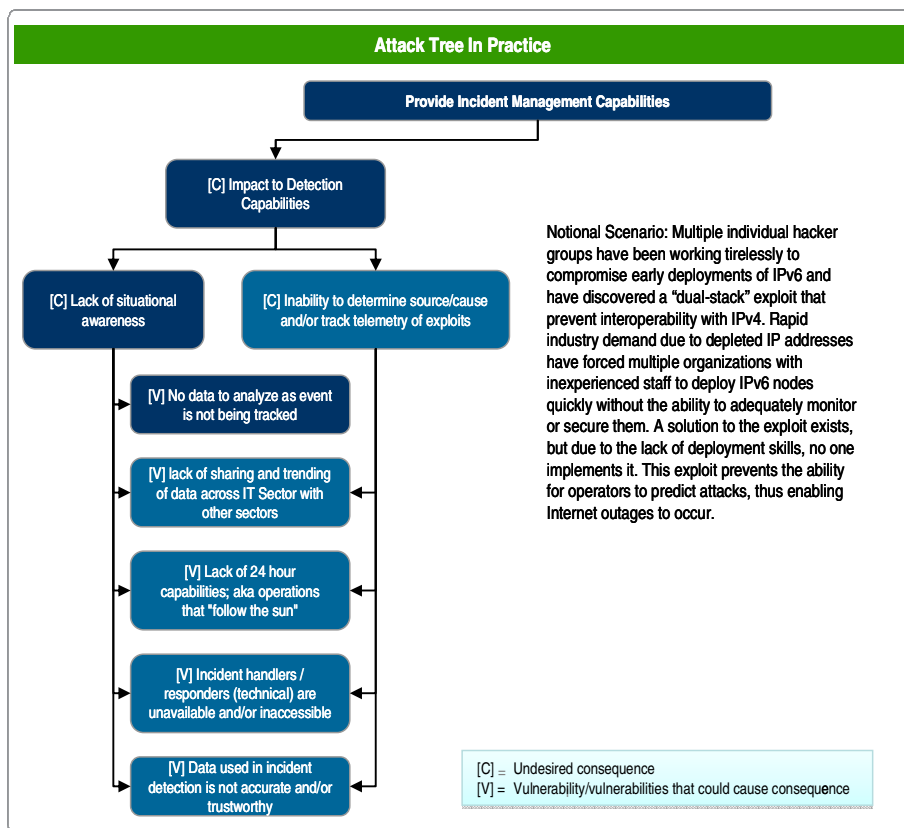 Attack Tree In Practice
Provide Incident Management Capabilities
[C] Impact to Detection
Capabilities
[C] Lack of situational
awareness
[C] Inability to determine source/cause
and/or track telemetry of exploits
[V] No data to analyze as event
is not being tracked
[V] lack of sharing and trending
of data across IT Sector with
other sectors
[V] Lack of 24 hour
capabilities; aka operations
that "follow the sun"
[V] Incident handlers /
responders (technical) are
unavailable and/or inaccessible
[V] Data used in incident
detection is not accurate and/or
trustworthy
Notional Scenario: Multiple individual hacker
groups have been working tirelessly to
compromise early deployments of IPv6 and
have discovered a “dual-stack” exploit that
prevent interoperability with IPv4. Rapid
industry demand due to depleted IP addresses
have forced multiple organizations with
inexperienced staff to deploy IPv6 nodes
quickly without the ability to adequately monitor
or secure them. A solution to the exploit exists,
but due to the lack of deployment skills, no one
implements it. This exploit prevents the ability
for operators to predict attacks, thus enabling
Internet outages to occur.
[C] = Undesired consequence
[V] = Vulnerability/vulnerabilities that could cause consequence